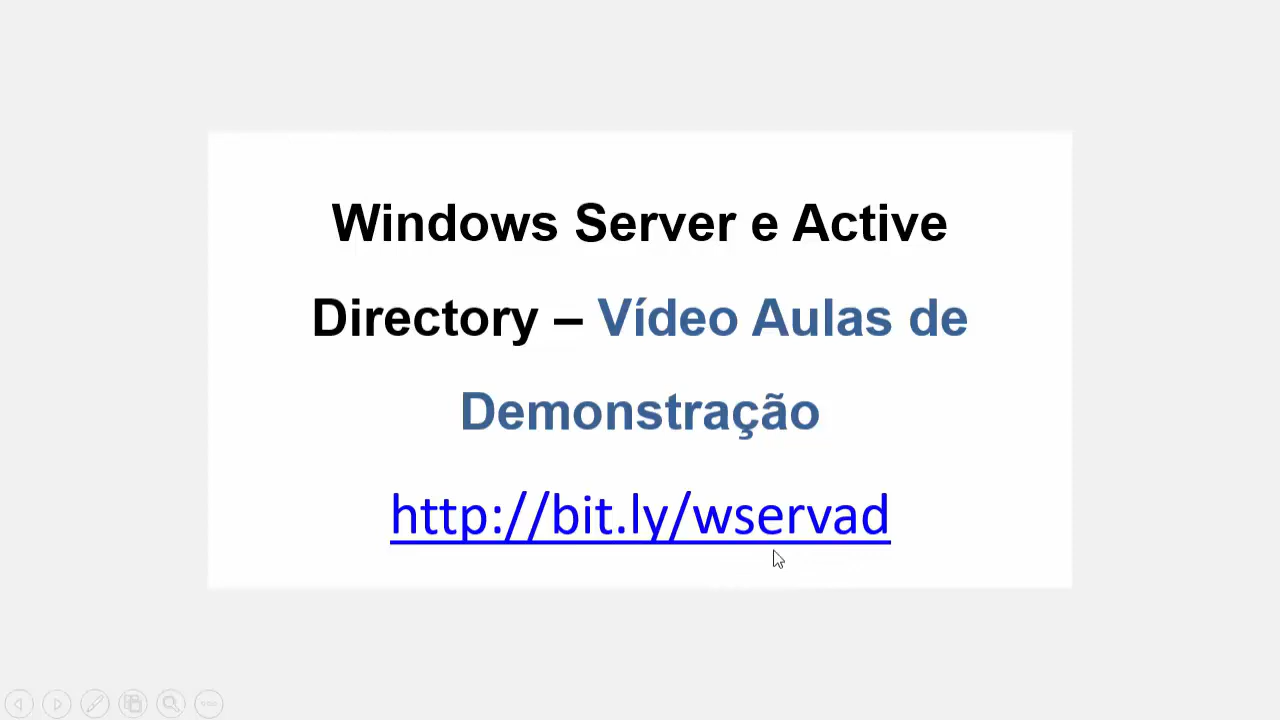 Windows Server e Active
Directory – Vídeo Aulas de
Demonstração
http://bit.ly/wservad